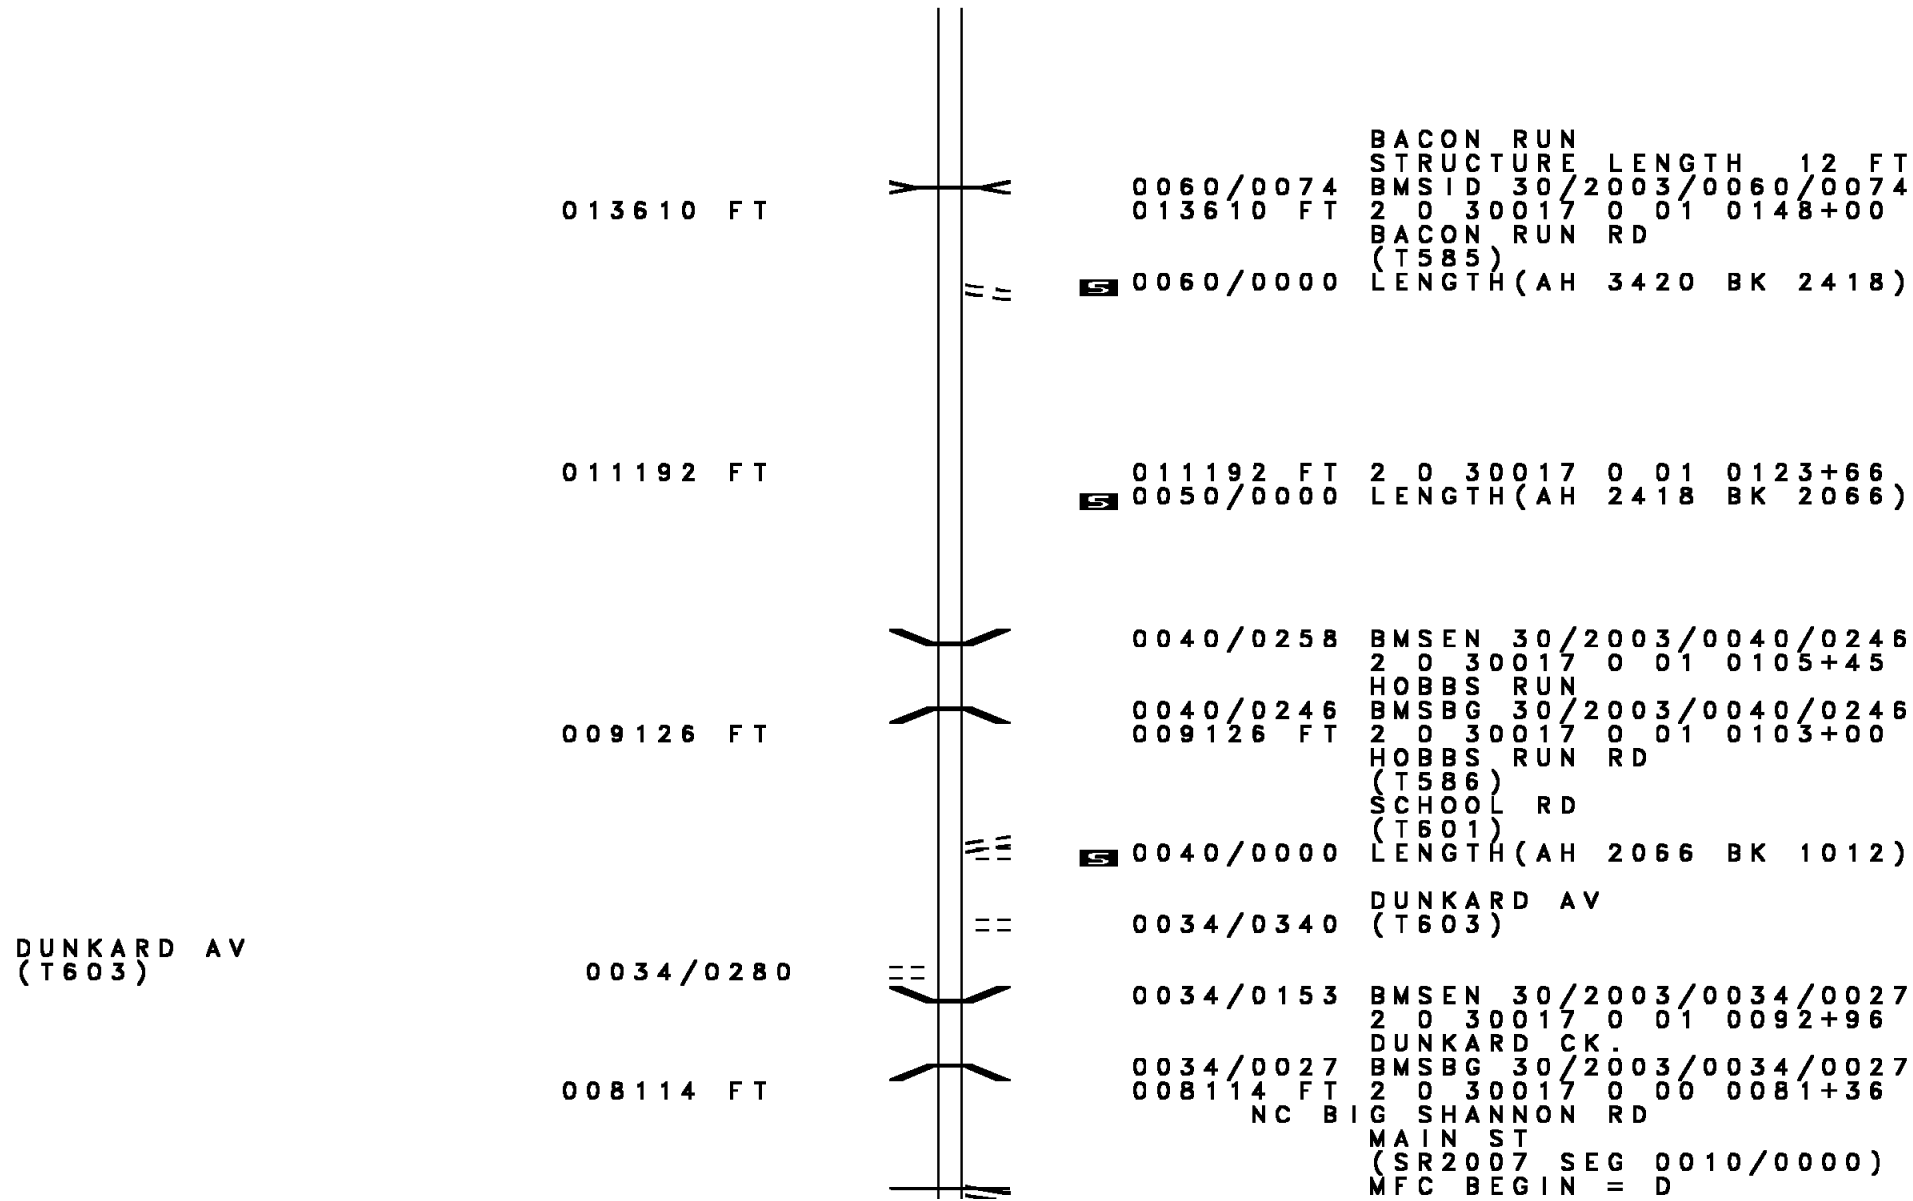 BACON RUN
STRUCTURE LENGTH 12 FT
0060/0074 BMSID 30/2003/0060/0074
013610 FT 013610 FT 2 0 30017 0 01 0148+00
BACON RUN RD
(T585)
S 0060/0000 LENGTH(AH 3420 BK 2418)
011192 FT 011192 FT 2 0 30017 0 01 0123+66
S 0050/0000 LENGTH(AH 2418 BK 2066)
0040/0258 BMSEN 30/2003/0040/0246
2 0 30017 0 01 0105+45
HOBBS RUN
0040/0246 BMSBG 30/2003/0040/0246
009126 FT 009126 FT 2 0 30017 0 01 0103+00
HOBBS RUN RD
(T586)
SCHOOL RD
(T601)
S 0040/0000 LENGTH(AH 2066 BK 1012)
DUNKARD AV
0034/0340 (T603)
DUNKARD AV
(T603) 0034/0280
0034/0153 BMSEN 30/2003/0034/0027
2 0 30017 0 01 0092+96
DUNKARD CK.
0034/0027 BMSBG 30/2003/0034/0027
008114 FT 008114 FT 2 0 30017 0 00 0081+36
NC BIG SHANNON RD
MAIN ST
(SR2007 SEG 0010/0000)
MFC BEGIN = D